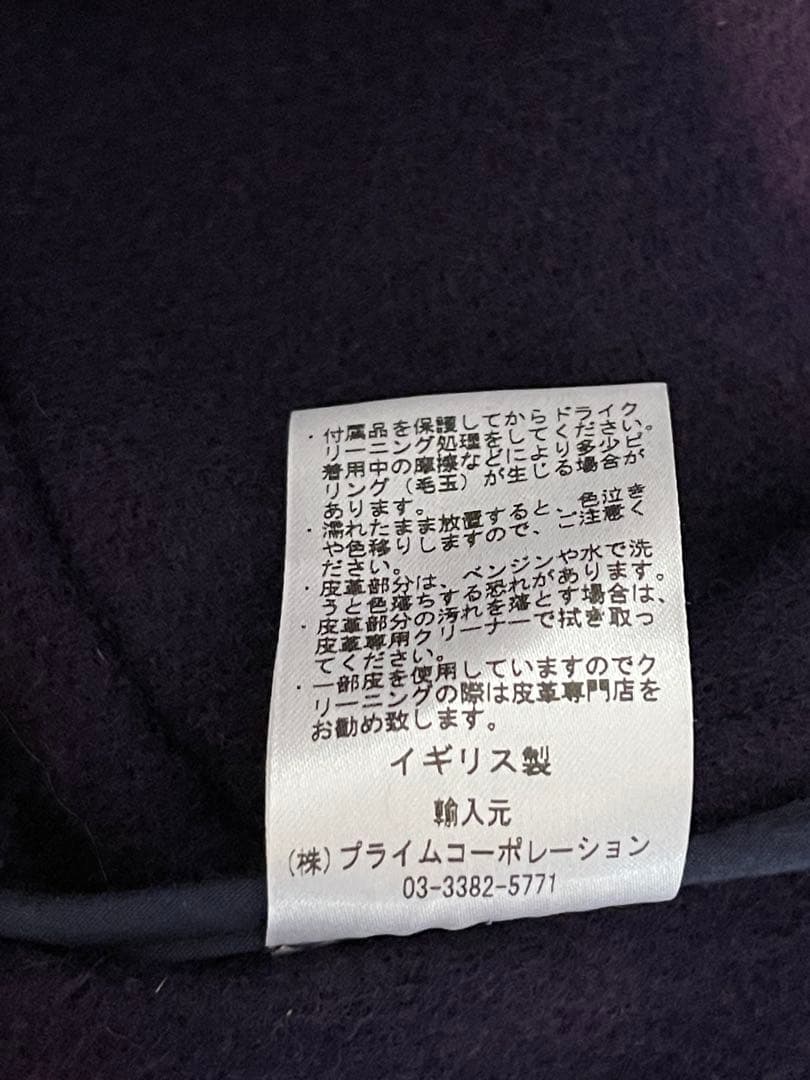 ・付属品を保護してからドライク
リーニング処理をしてください。
着用中の摩擦などにより多少ピ
リング(毛玉)が生じる場合が
あります。
・濡れたまま放置すると、色泣き
や色移りしますので、ご注意く
ださい。
・皮革部分は、ベンジンや水で洗
うと色落ちする恐れがあります。
・皮革部分の汚れを落とす場合は、
皮革専用クリーナーで拭き取っ
てください。
・一部皮を使用していますのでク
リーニングの際は皮革専門店を
お勧め致します。
イギリス製
輸入元
(株)プライムコーポレーション
03-3382-5771